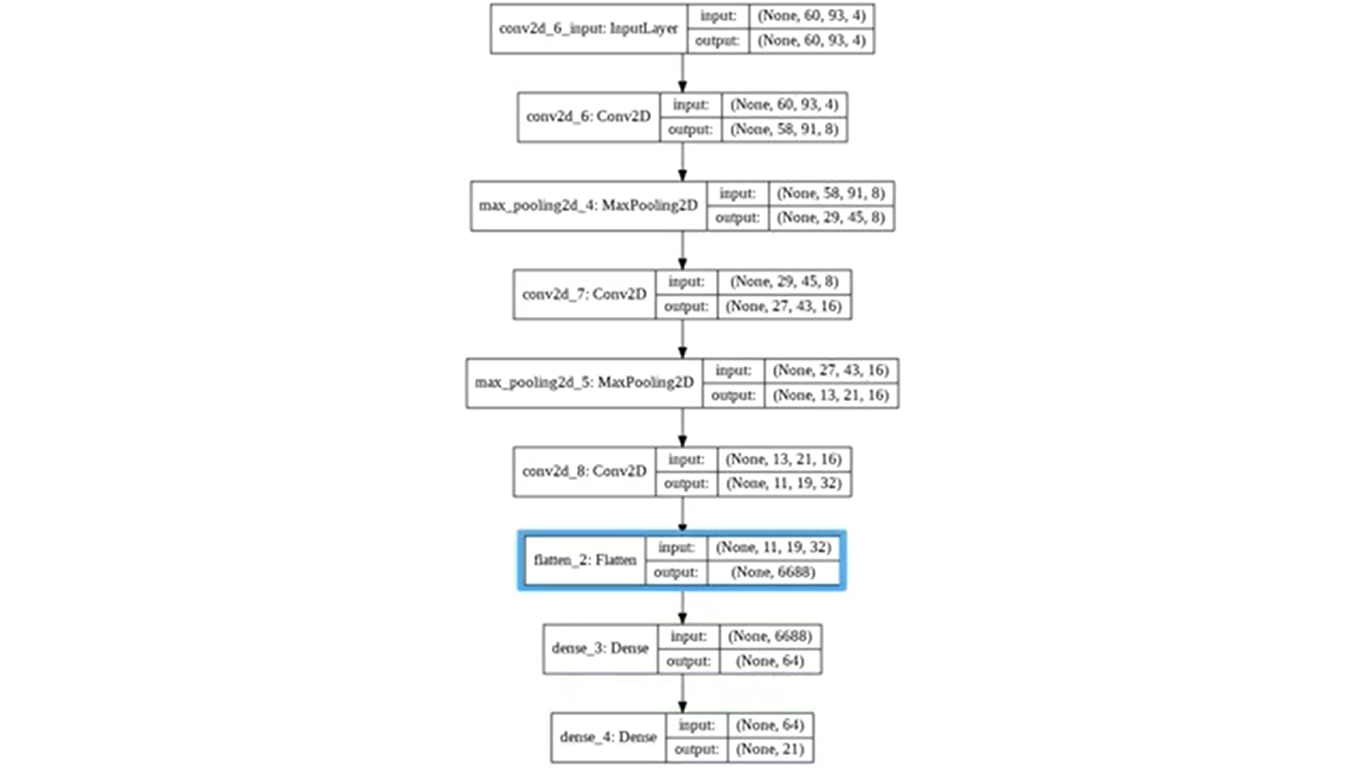 conv2d_6_input: InputLayer input: (None, 60, 93, 4)
output: (None, 60, 93, 4)
conv2d_6: Conv2D input: (None, 60, 93, 4)
output: (None, 58, 91, 8)
max_pooling2d_4: MaxPooling2D input: (None, 58, 91, 8)
output: (None, 29, 45, 8)
conv2d_7: Conv2D input: (None, 29, 45, 8)
output: (None, 27, 43, 16)
max_pooling2d_5: MaxPooling2D input: (None, 27, 43, 16)
output: (None, 13, 21, 16)
conv2d_8: Conv2D input: (None, 13, 21, 16)
output: (None, 11, 19, 32)
flatten_2: Flatten input: (None, 11, 19, 32)
output: (None, 6688)
dense_3: Dense input: (None, 6688)
output: (None, 64)
dense_4: Dense input: (None, 64)
output: (None, 21)